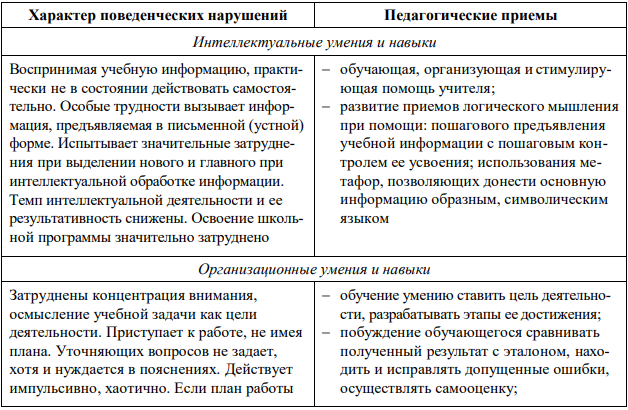 Характер поведенческих нарушений
Педагогические приемы
Интеллектуальные умения и навыки
Воспринимая учебную информацию, практи-
чески не в состоянии действовать самостоя-
тельно. Особые трудности вызывает инфор-
мация, предъявляемая в письменной (устной)
форме. Испытывает значительные затрудне-
ния при выделении нового и главного при
интеллектуальной обработке информации.
Темп интеллектуальной деятельности и ее
результативность снижены. Освоение школь-
ной программы значительно затруднено
– обучающая, организующая и стимулиру-
ющая помощь учителя;
– развитие приемов логического мышления
при помощи: пошагового предъявления
учебной информации с пошаговым кон-
тролем ее усвоения; использования ме-
тафор, позволяющих донести основную
информацию образным, символическим
языком
Организационные умения и навыки
Затруднены концентрация внимания,
осмысление учебной задачи как цели
деятельности. Приступает к работе, не имея
плана. Уточняющих вопросов не задает,
хотя и нуждается в пояснениях. Действует
импульсивно, хаотично. Если план работы
– обучение умению ставить цель деятельно-
сти, разрабатывать этапы ее достижения;
– побуждение обучающегося сравнивать
полученный результат с эталоном, нахо-
дить и исправлять допущенные ошибки,
осуществлять самооценку;